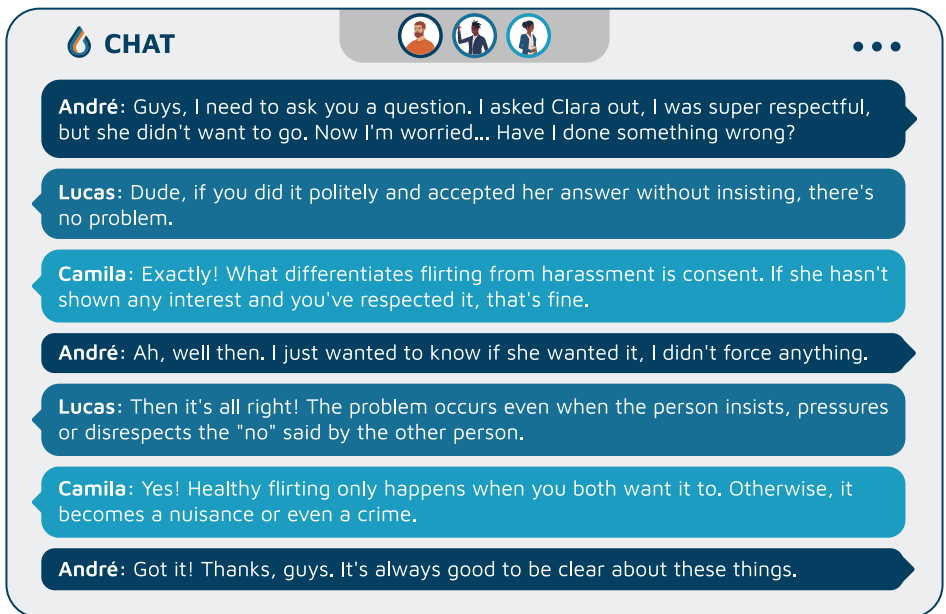 CHAT
André: Guys, I need to ask you a question. I asked Clara out, I was super respectful,
but she didn't want to go. Now I'm worried... Have I done something wrong?
Lucas: Dude, if you did it politely and accepted her answer without insisting, there's
no problem.
Camila: Exactly! What differentiates flirting from harassment is consent. If she hasn't
shown any interest and you've respected it, that's fine.
André: Ah, well then. I just wanted to know if she wanted it, I didn't force anything.
Lucas: Then it's all right! The problem occurs even when the person insists, pressures
or disrespects the "no" said by the other person.
Camila: Yes! Healthy flirting only happens when you both want it to. Otherwise, it
becomes a nuisance or even a crime.
André: Got it! Thanks, guys. It's always good to be clear about these things.